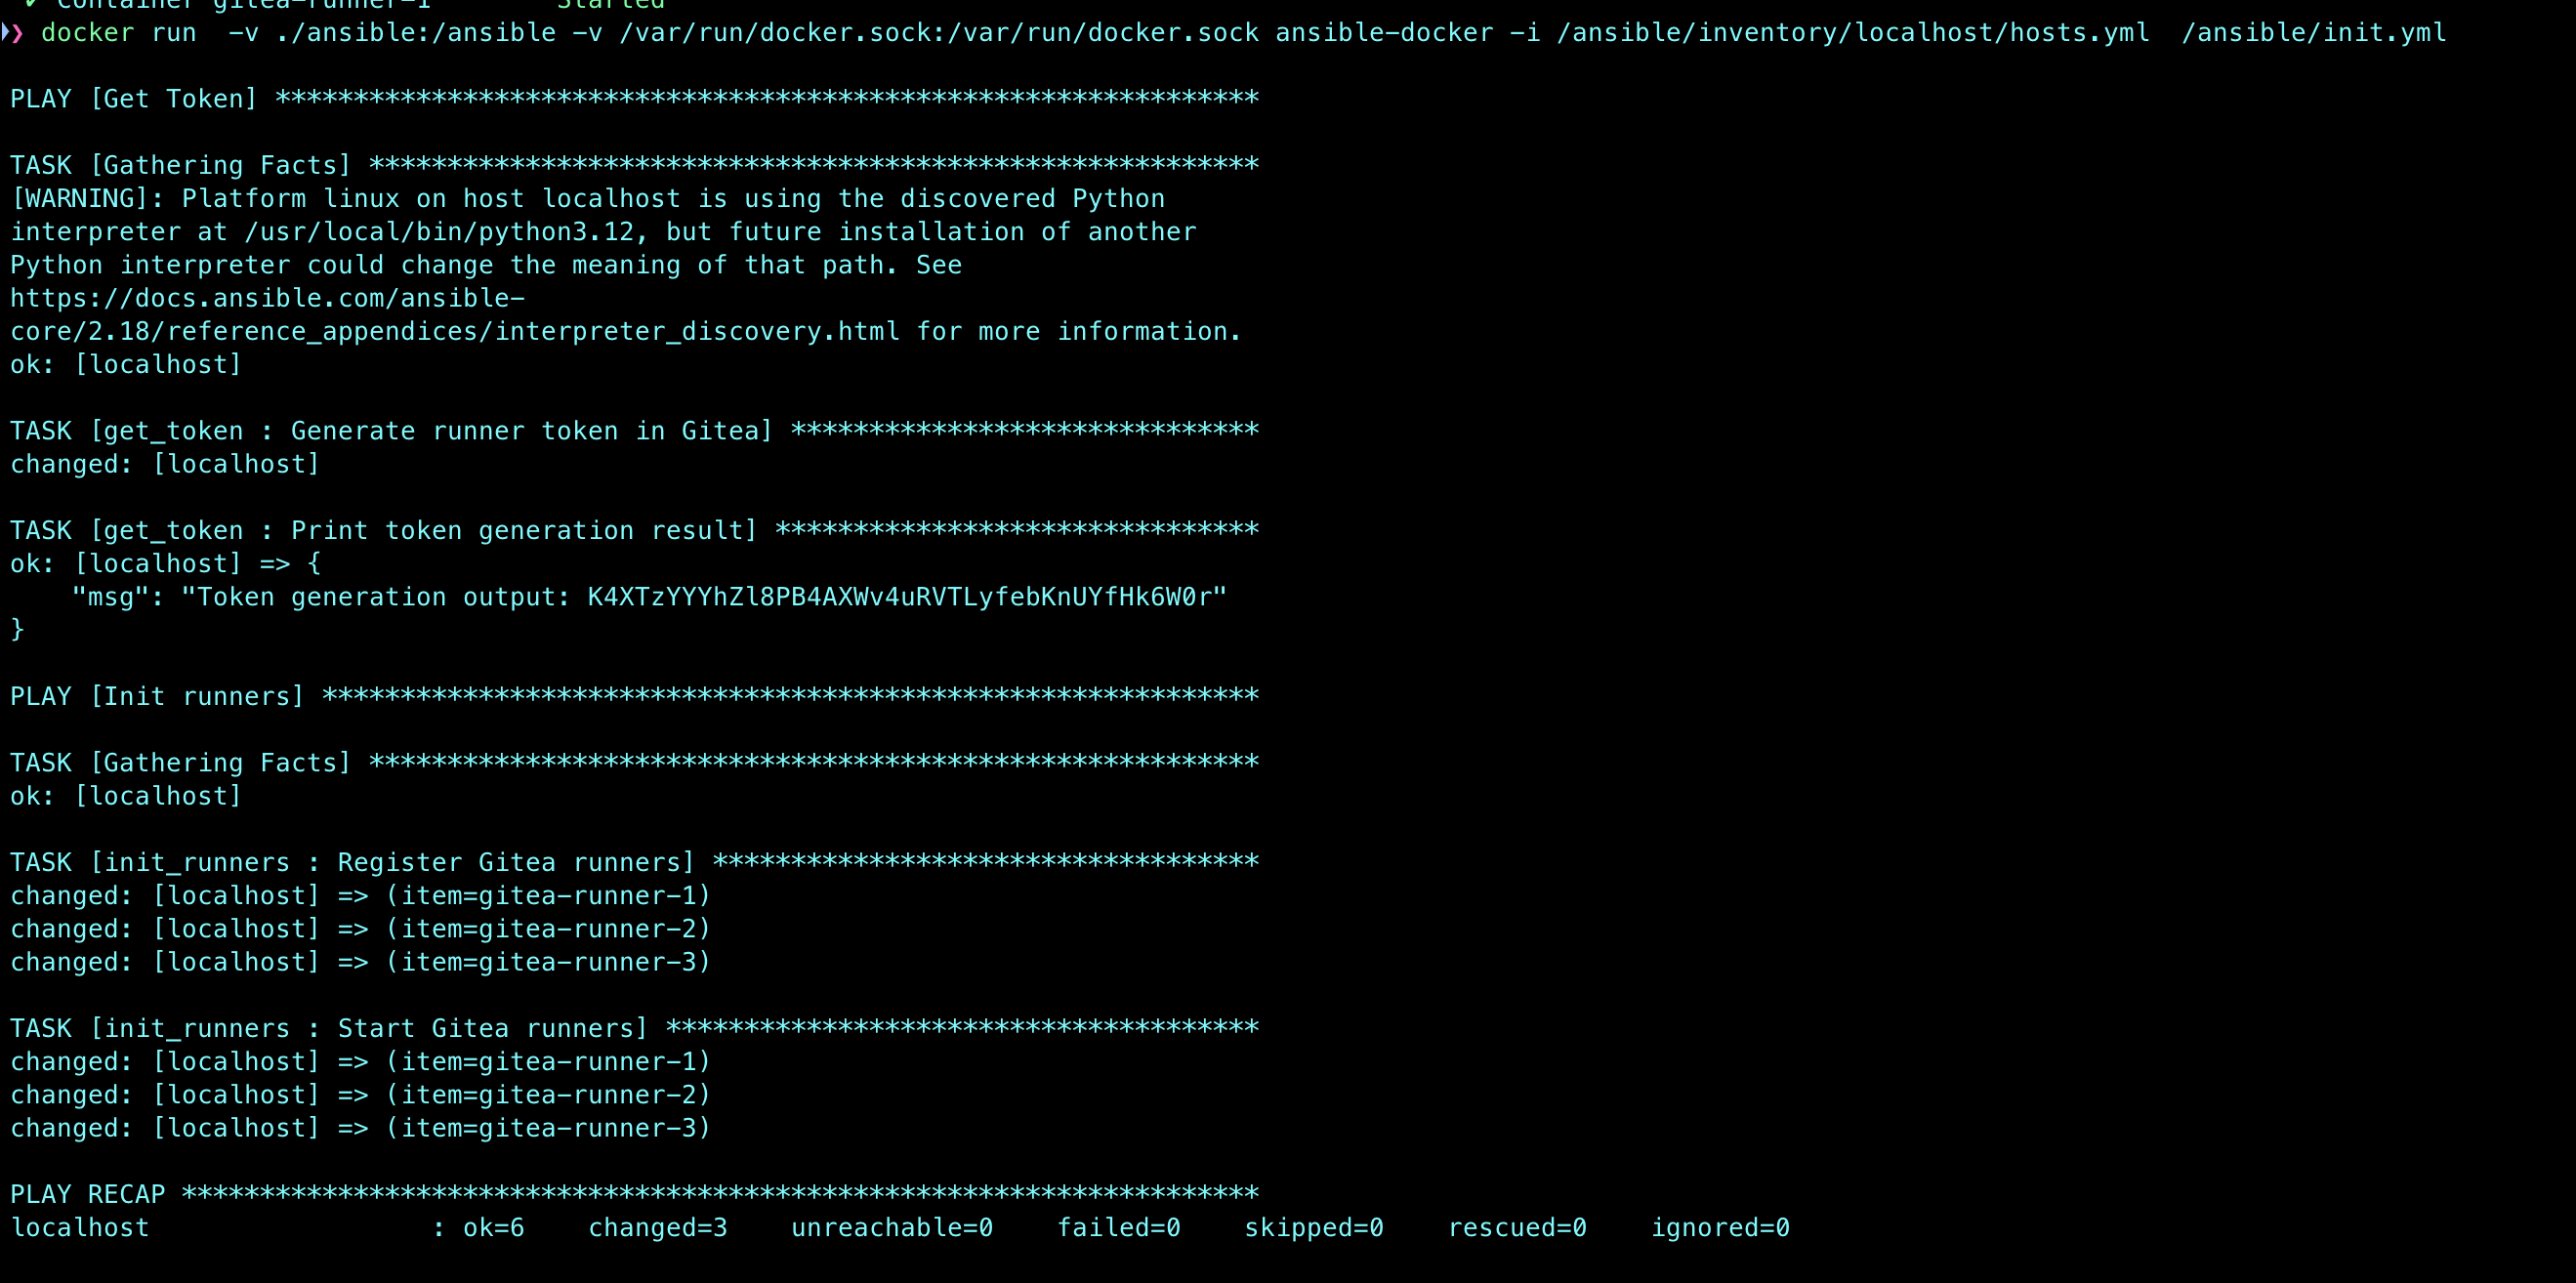 ✓ Container gitea-runner-1 Started
❯ docker run  -v ./ansible:/ansible -v /var/run/docker.sock:/var/run/docker.sock ansible-docker -i /ansible/inventory/localhost/hosts.yml  /ansible/init.yml
PLAY [Get Token] ***************************************************************
TASK [Gathering Facts] *********************************************************
[WARNING]: Platform linux on host localhost is using the discovered Python
interpreter at /usr/local/bin/python3.12, but future installation of another
Python interpreter could change the meaning of that path. See
https://docs.ansible.com/ansible-
core/2.18/reference_appendices/interpreter_discovery.html for more information.
ok: [localhost]
TASK [get_token : Generate runner token in Gitea] ******************************
changed: [localhost]
TASK [get_token : Print token generation result] *******************************
ok: [localhost] => {
    "msg": "Token generation output: K4XTzYYYhZl8PB4AXWv4uRVTLyfebKnUYfHk6W0r"
}
PLAY [Init runners] ************************************************************
TASK [Gathering Facts] *********************************************************
ok: [localhost]
TASK [init_runners : Register Gitea runners] ***********************************
changed: [localhost] => (item=gitea-runner-1)
changed: [localhost] => (item=gitea-runner-2)
changed: [localhost] => (item=gitea-runner-3)
TASK [init_runners : Start Gitea runners] **************************************
changed: [localhost] => (item=gitea-runner-1)
changed: [localhost] => (item=gitea-runner-2)
changed: [localhost] => (item=gitea-runner-3)
PLAY RECAP *********************************************************************
localhost                  : ok=6    changed=3    unreachable=0    failed=0    skipped=0    rescued=0    ignored=0